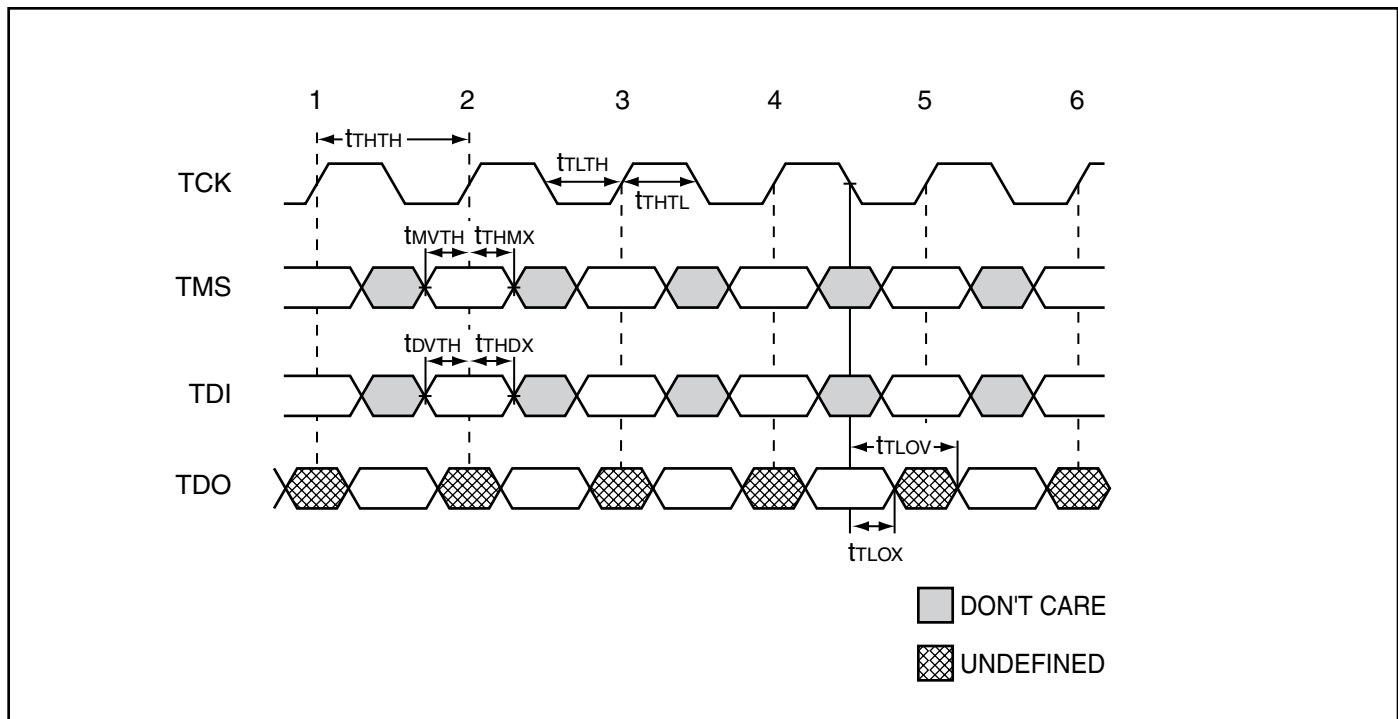 1 2 3 4 5 6
tTHTH
tTLTH
TCK
tTHTL
tMVTH tTHMX
TMS
tDVTH tTHDX
TDI
tTLOV
TDO
tTLOX
DON'T CARE
UNDEFINED